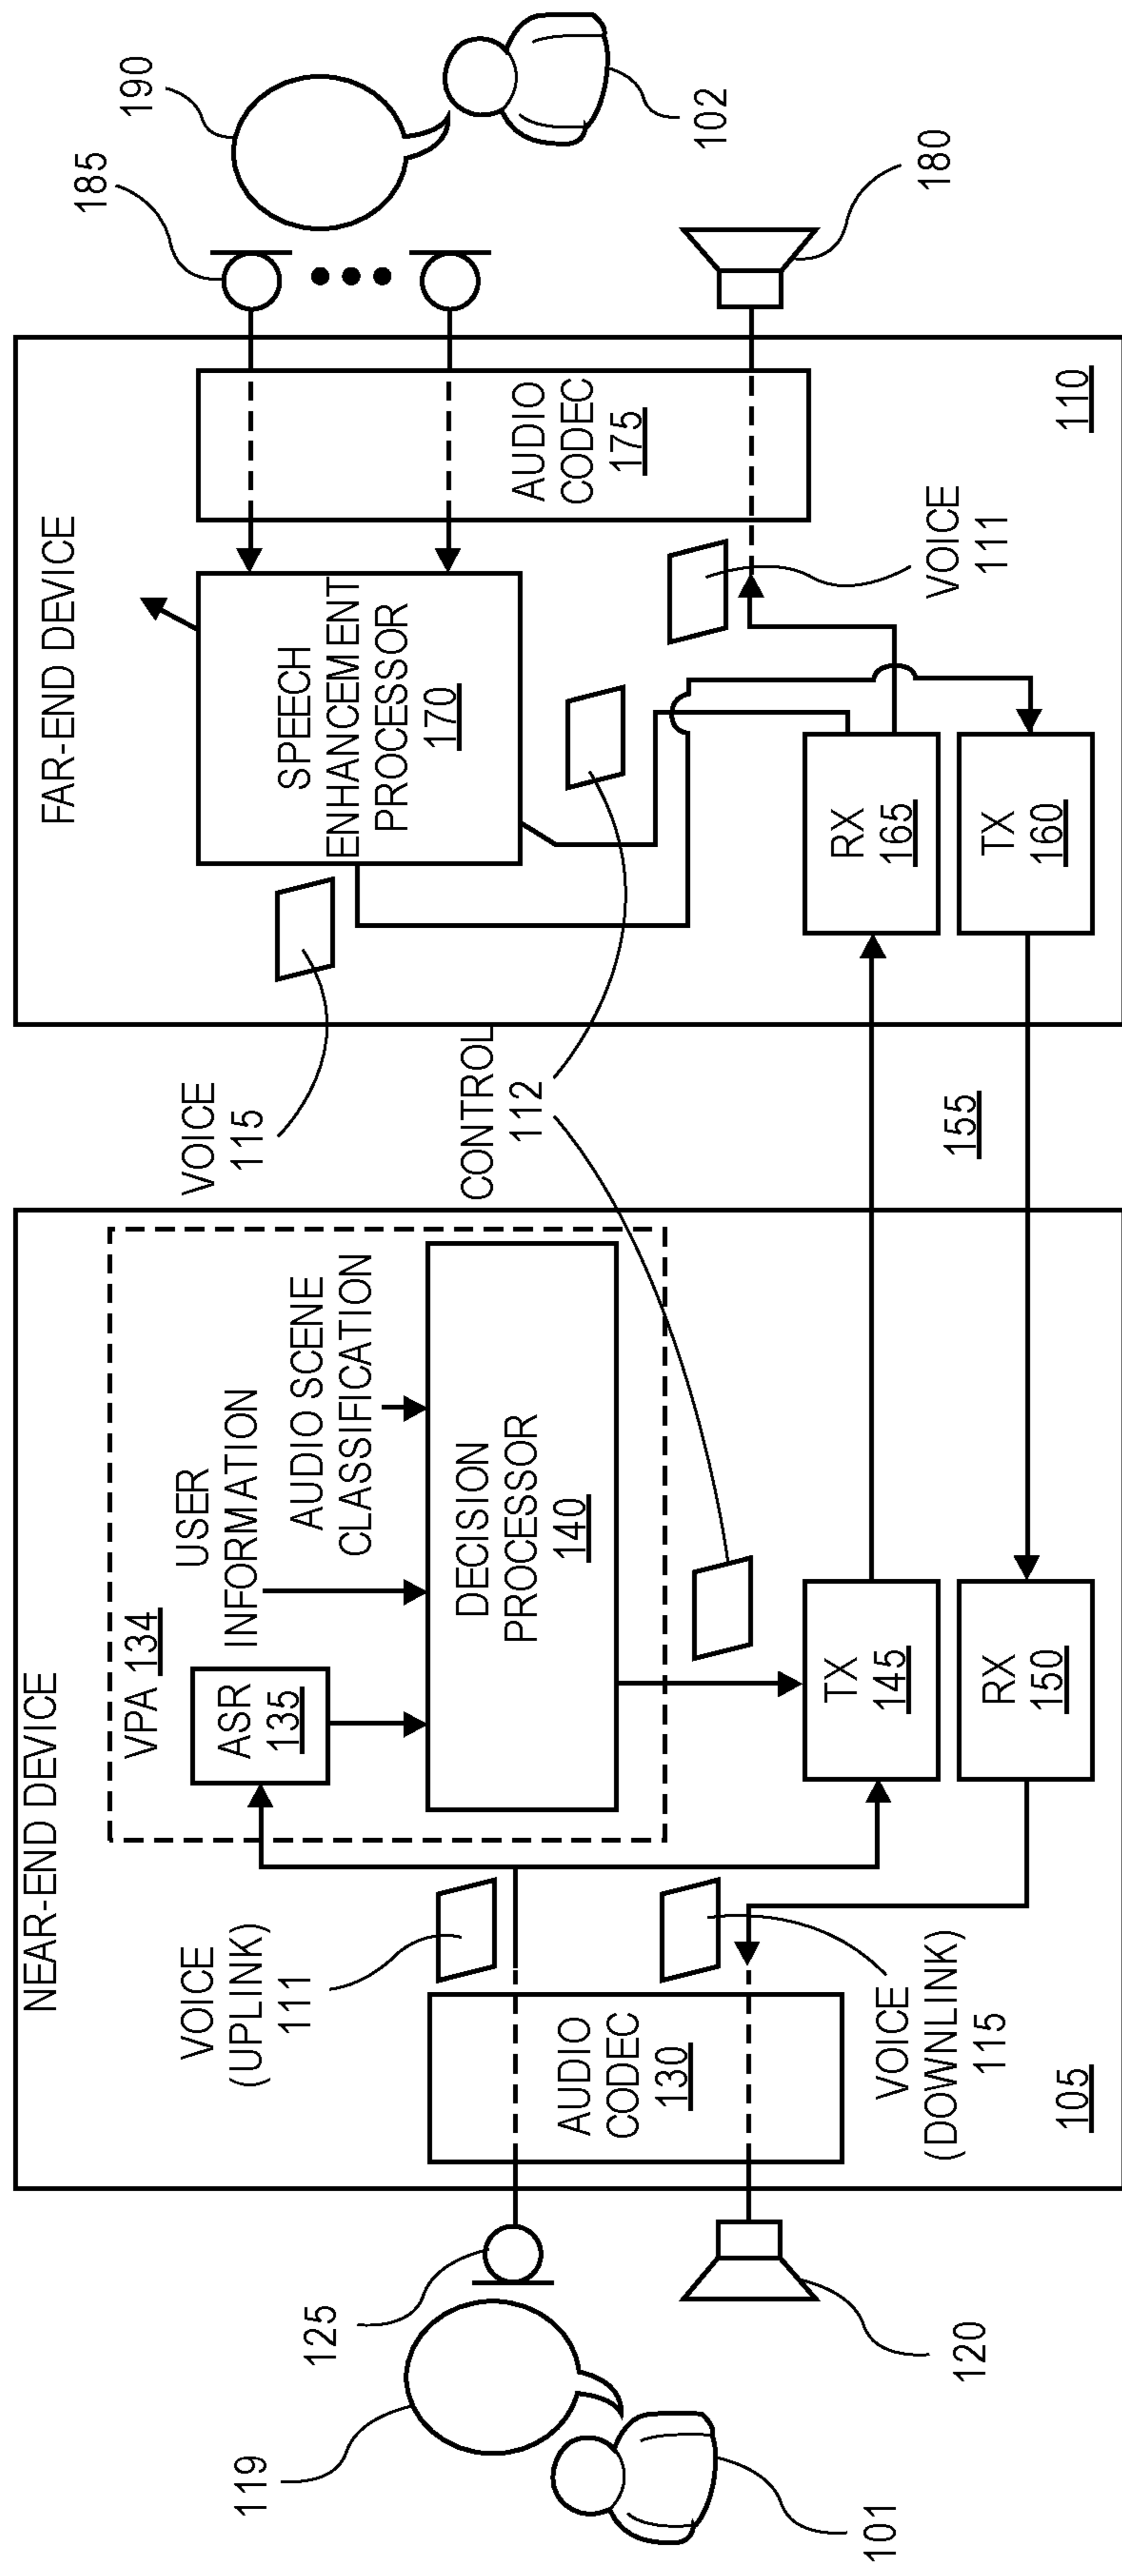 NEAR-END DEVICE
FAR-END DEVICE
VPA 134
USER
INFORMATION
AUDIO SCENE
CLASSIFICATION
ASR
135
DECISION
PROCESSOR
140
VOICE
(UPLINK)
111
119
125
101
120
AUDIO
CODEC
130
VOICE
(DOWNLINK)
115
105
TX
145
RX
150
VOICE
115
CONTROL
112
155
SPEECH
ENHANCEMENT
PROCESSOR
170
RX
165
TX
160
AUDIO
CODEC
175
VOICE
111
110
185
190
102
180